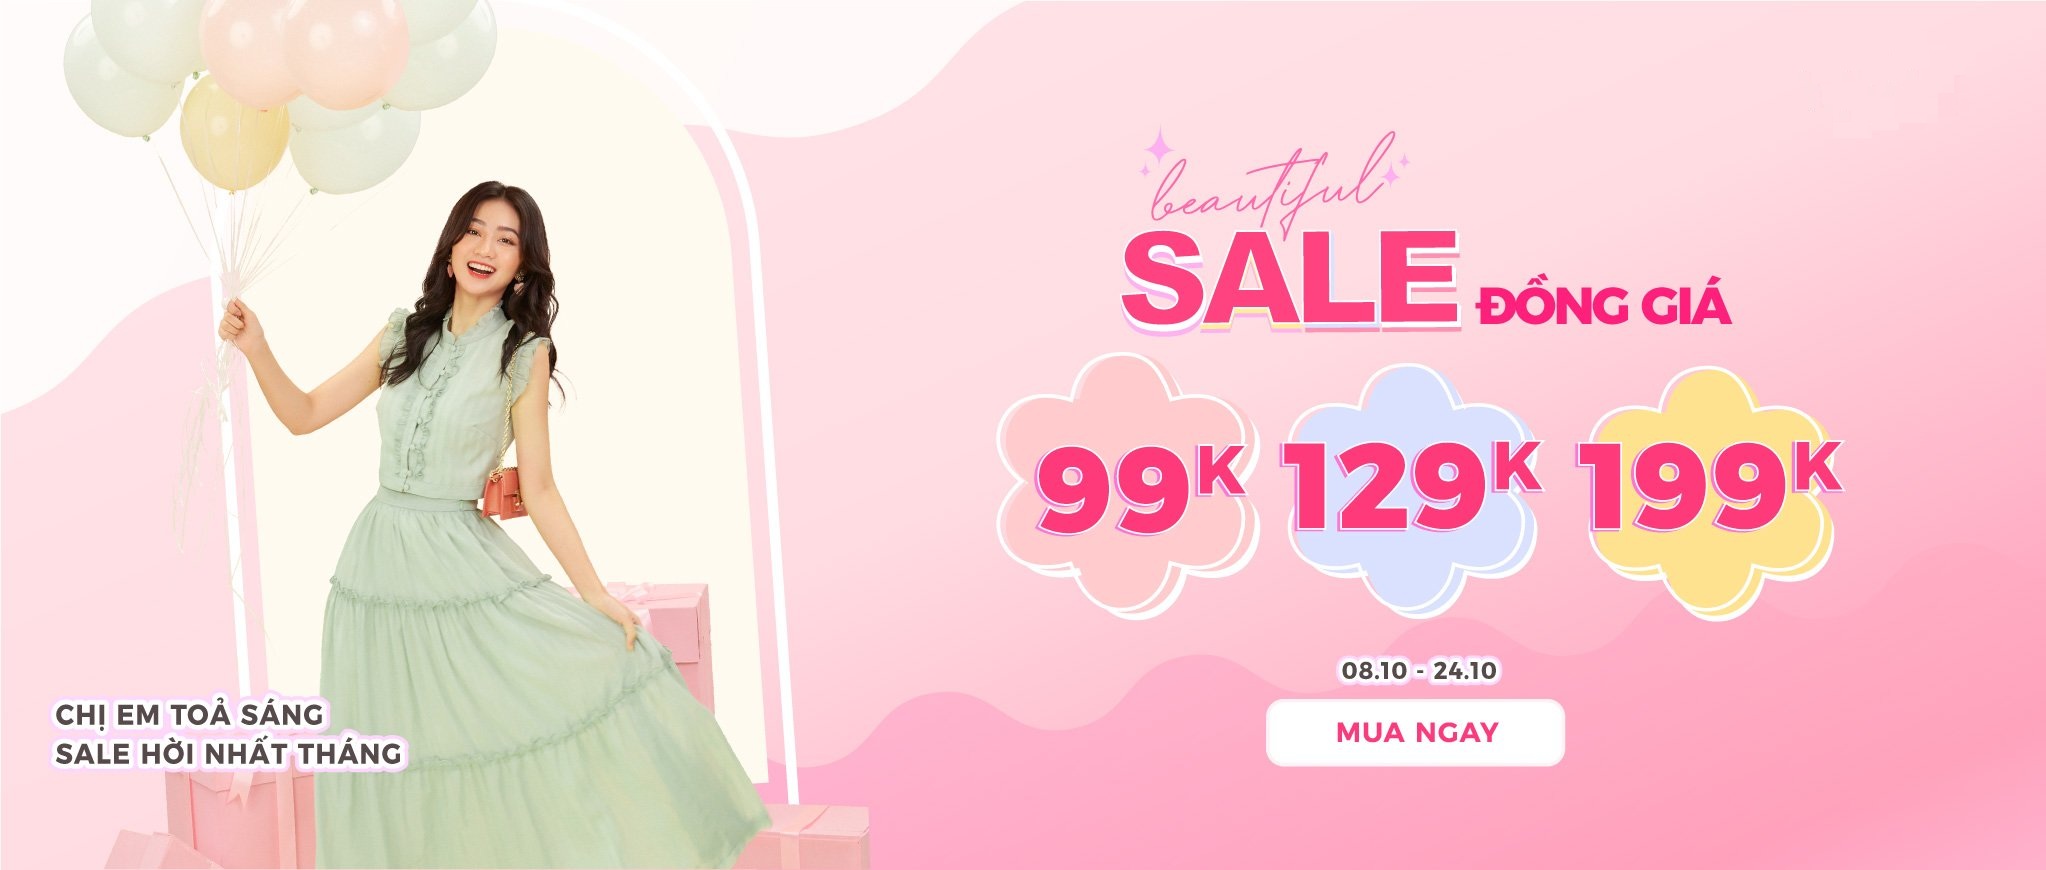 beautiful
SALE ĐỒNG GIÁ
99K 129K 199K
08.10 - 24.10
MUA NGAY
CHỊ EM TOẢ SÁNG
SALE HỜI NHẤT THÁNG